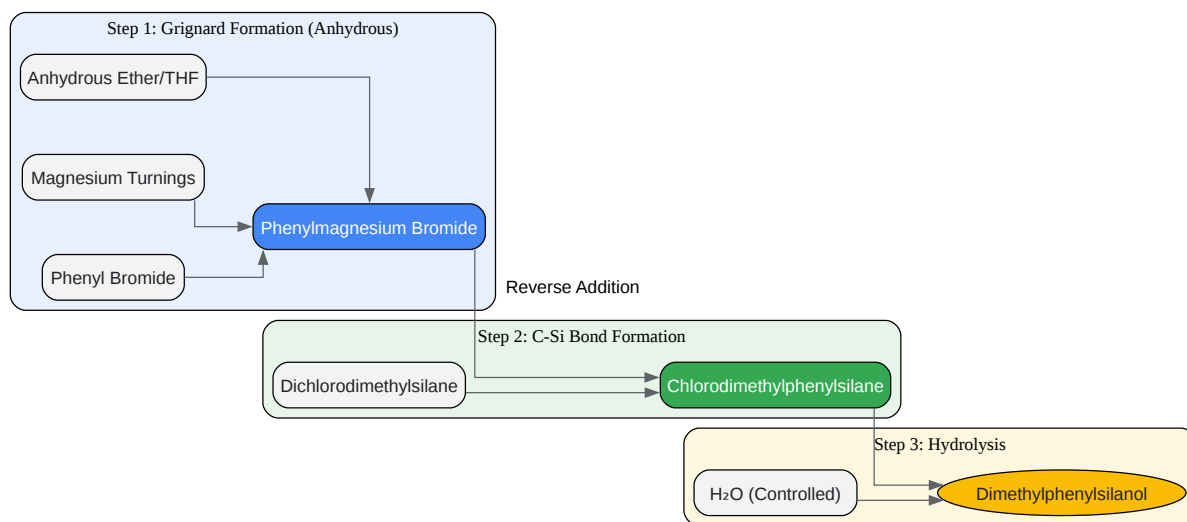 Step 1: Grignard Formation (Anhydrous)
Anhydrous Ether/THF
Magnesium Turnings
Phenylmagnesium Bromide
Phenyl Bromide
Reverse Addition
Step 2: C-Si Bond Formation
Dichlorodimethylsilane
Chlorodimethylphenylsilane
Step 3: Hydrolysis
H₂O (Controlled)
Dimethylphenylsilanol